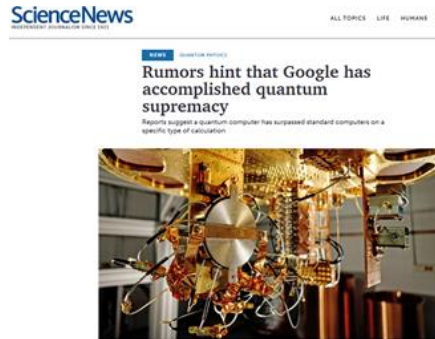 ScienceNews
INDEPENDENT JOURNALISM SINCE 1921
ALL TOPICS LIFE HUMANS
NEWS QUANTUM PHYSICS
Rumors hint that Google has
accomplished quantum
supremacy
Reports suggest a quantum computer has surpassed standard computers on a
specific type of calculation